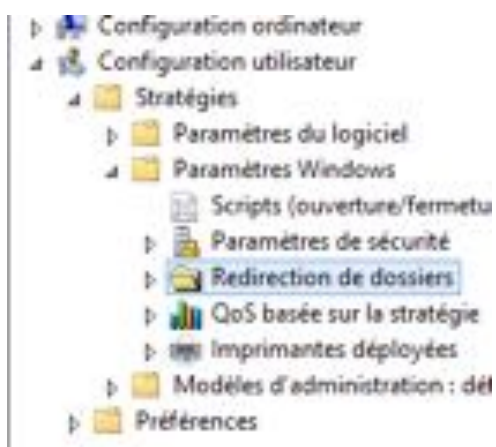 Configuration ordinateur
Configuration utilisateur
Stratégies
Paramètres du logiciel
Paramètres Windows
Scripts (ouverture/fermetu
Paramètres de sécurité
Redirection de dossiers
QoS basée sur la stratégie
Imprimantes déployées
Modèles d'administration : déf
Préférences